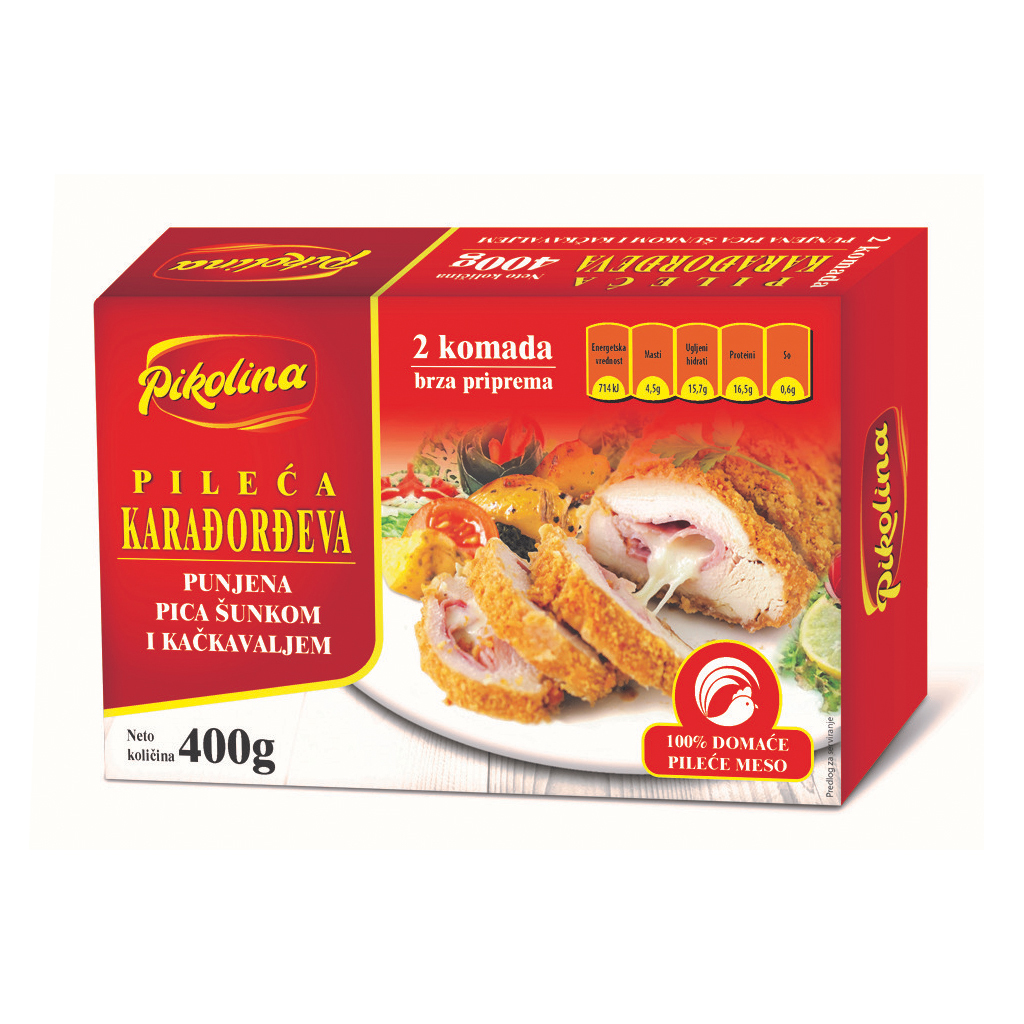 Pikolina
2 komada
PILEĆA
KARAĐORĐEVA
PUNJENA PICA ŠUNKOM I KAČKAVALJEM
Neto količina
400g
Pikolina
PILEĆA
KARAĐORĐEVA
PUNJENA
PICA ŠUNKOM
I KAČKAVALJEM
Neto
količina 400g
2 komada
brza priprema
Energetska
vrednost
714 kJ
Masti
4,5g
Ugljeni
hidrati
15,7g
Proteini
16,5g
So
0,6g
100% DOMAĆE
PILEĆE MESO
Predlog za serviranje
Pikolina